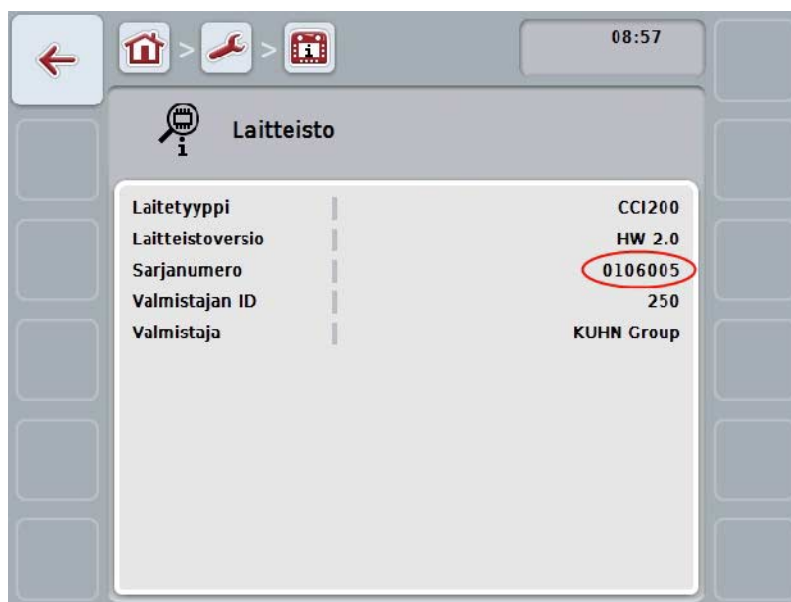 08:57
Laitteisto
Laitetyyppi CCI200
Laitteistoversio HW 2.0
Sarjanumero 0106005
Valmistajan ID 250
Valmistaja KUHN Group